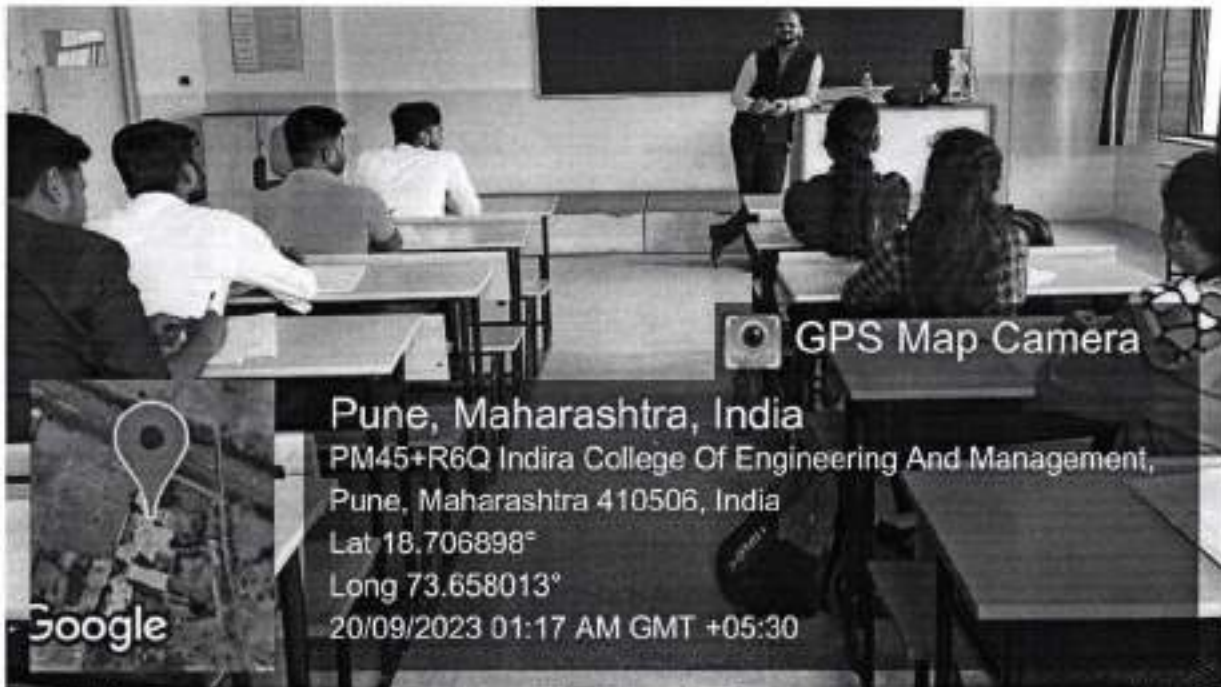 GPS Map Camera
Pune, Maharashtra, India
PM45+R6Q Indira College Of Engineering And Management,
Pune, Maharashtra 410506, India
Lat 18.706898°
Long 73.658013°
20/09/2023 01:17 AM GMT +05:30
Google